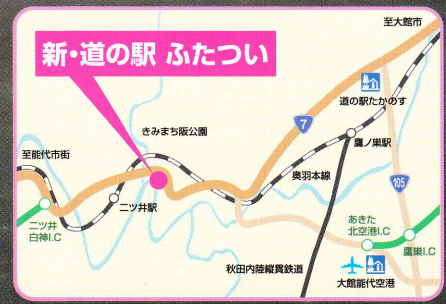 至大館市
新・道の駅 ふたつい
道の駅たかのす
きみまち阪公園
7
鷹ノ巣駅
至能代市街
奥羽本線
105
二ツ井駅
二ツ井
白神I.C
あきた
北空港I.C
鷹巣I.C
秋田内陸縦貫鉄道
大館能代空港